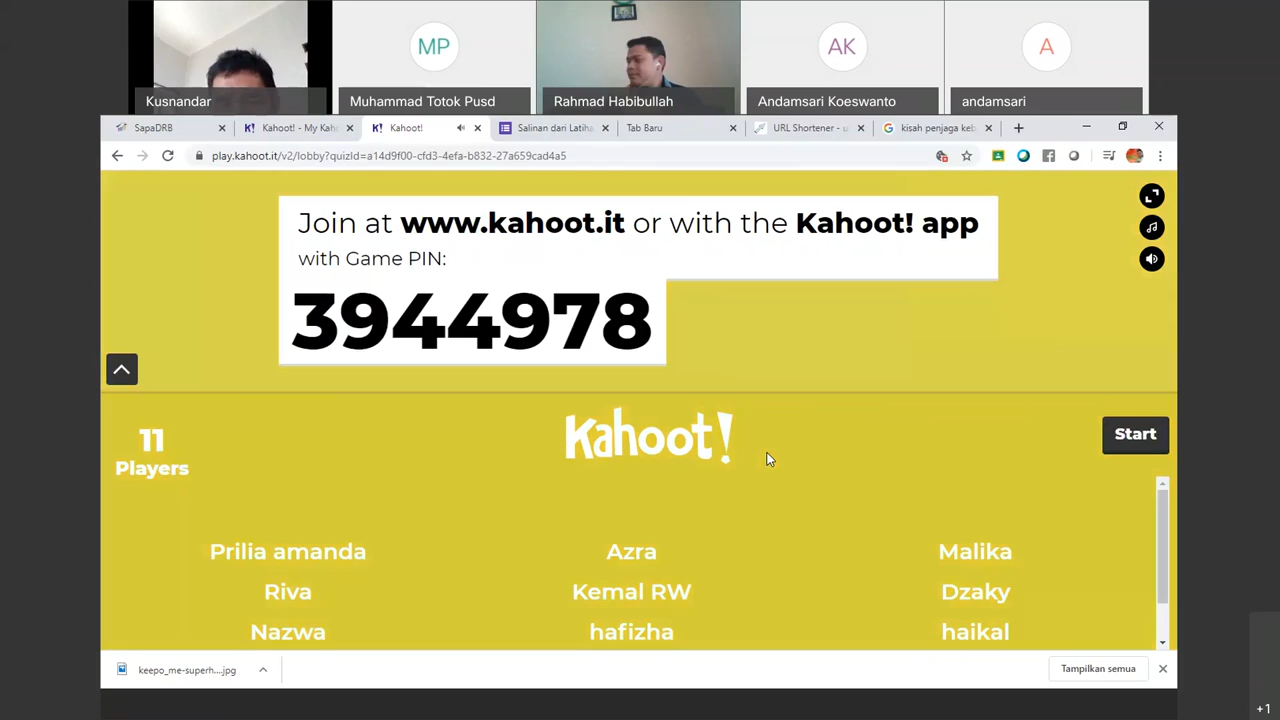 MP
AK
A
Kusnandar
Muhammad Totok Pusd
Rahmad Habibullah
Andamsari Koeswanto
andamsari
SapaDRB
Kahoot! - My Kah
Kahoot!
Salinan dari Latiha
Tab Baru
URL Shortener - u
kisah penjaga keb
play.kahoot.it/v2/lobby?quizId=a14d9f00-cfd3-4efa-b832-27a659cad4a5
Join at www.kahoot.it or with the Kahoot! app
with Game PIN:
3944978
11
Players
Kahoot!
Start
Prilia amanda
Azra
Malika
Riva
Kemal RW
Dzaky
Nazwa
hafizha
haikal
keepo_me-superh....jpg
Tampilkan semua
+1